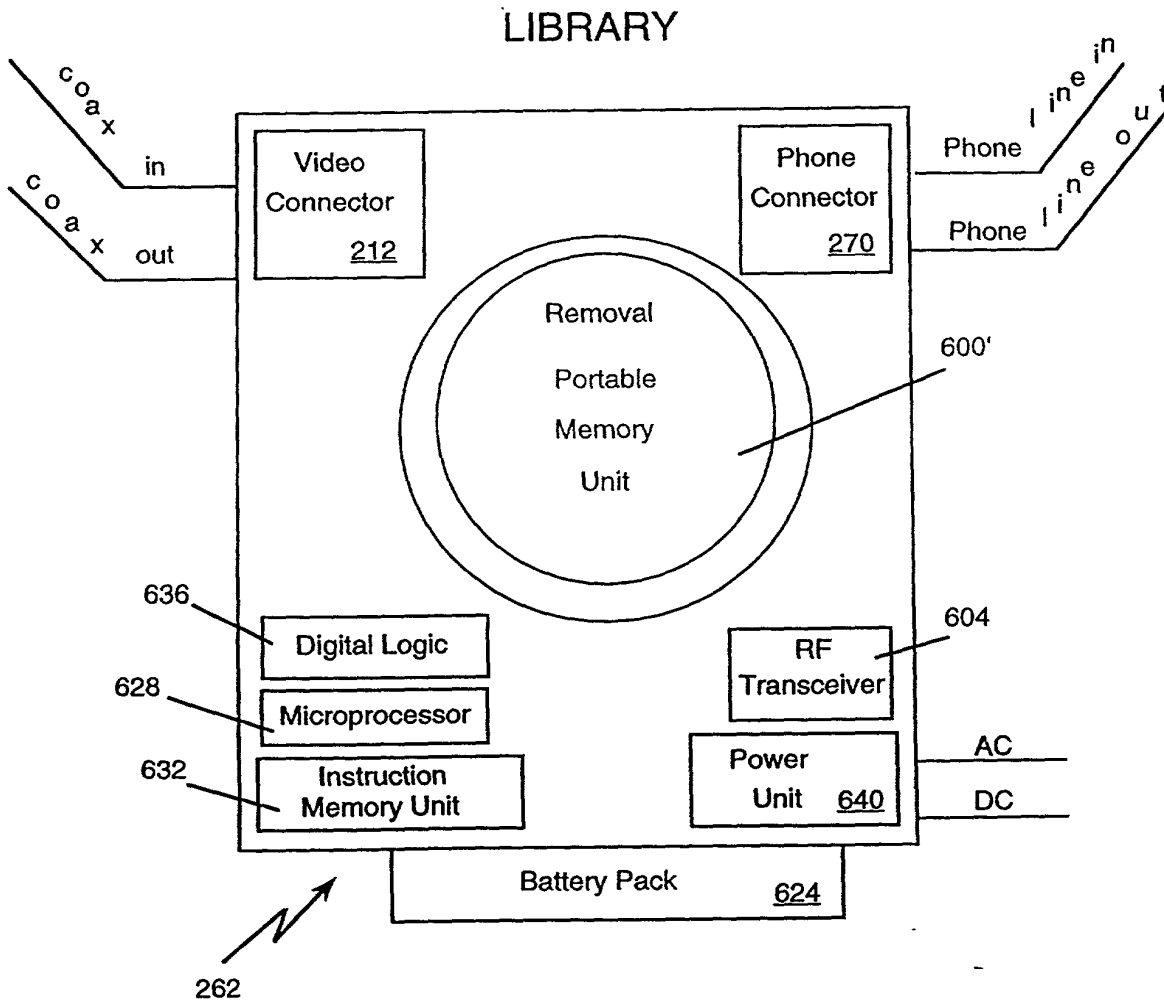 LIBRARY
coax in
coax out
Video
Connector
212
Phone
Connector
270
Phone line in
Phone line out
Removal
Portable
Memory
Unit
600'
636
Digital Logic
628
Microprocessor
632
Instruction
Memory Unit
604
RF
Transceiver
Power
Unit 640
AC
DC
Battery Pack 624
262